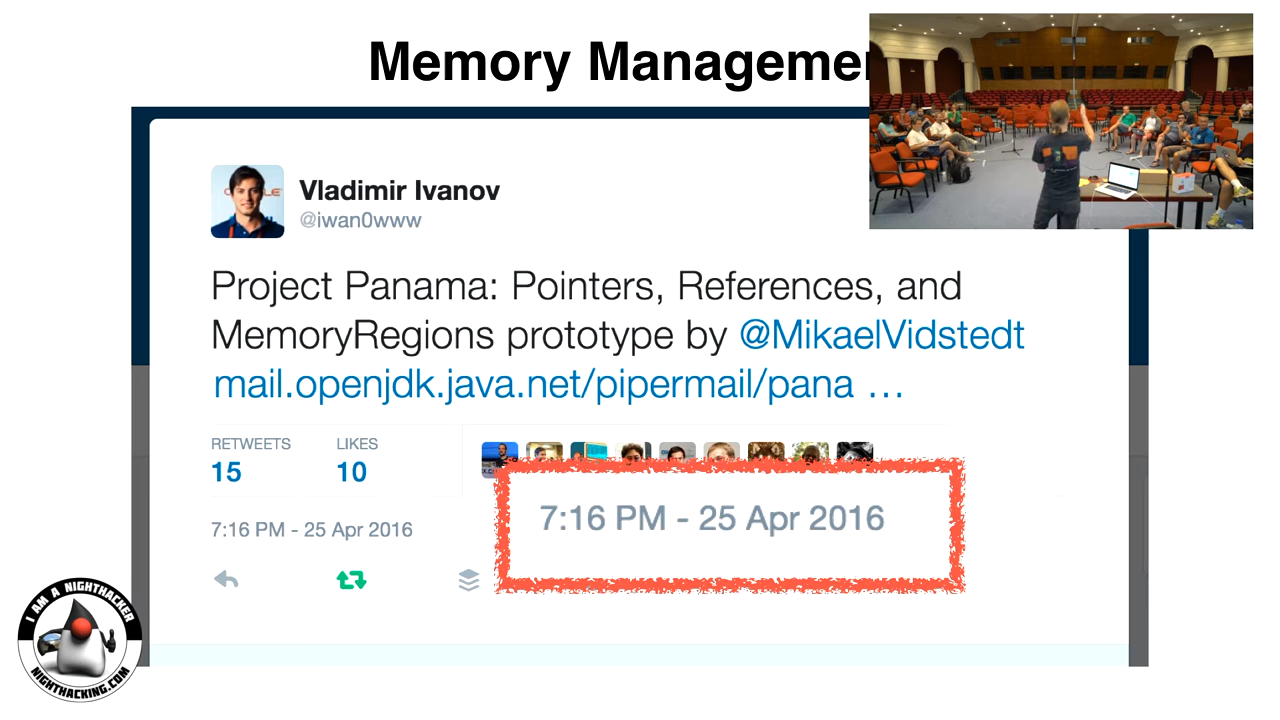 Memory Managemen
Vladimir Ivanov
@iwan0www
Project Panama: Pointers, References, and
MemoryRegions prototype by @MikaelVidstedt
mail.openjdk.java.net/pipermail/pana …
RETWEETS LIKES
15 10
7:16 PM - 25 Apr 2016
7:16 PM - 25 Apr 2016
I AM A NIGHTHACKER
NIGHTHACKING.COM